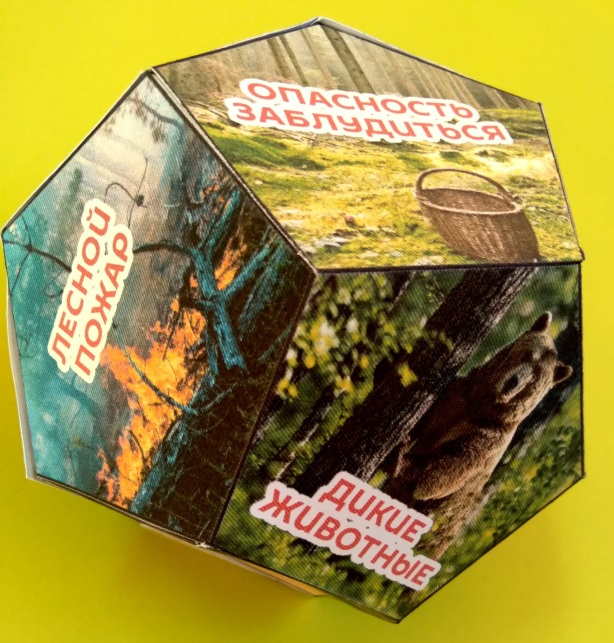 ОПАСНОСТЬ
ЗАБЛУДИТЬСЯ
ЛЕСНОЙ
ПОЖАР
ДИКИЕ
ЖИВОТНЫЕ